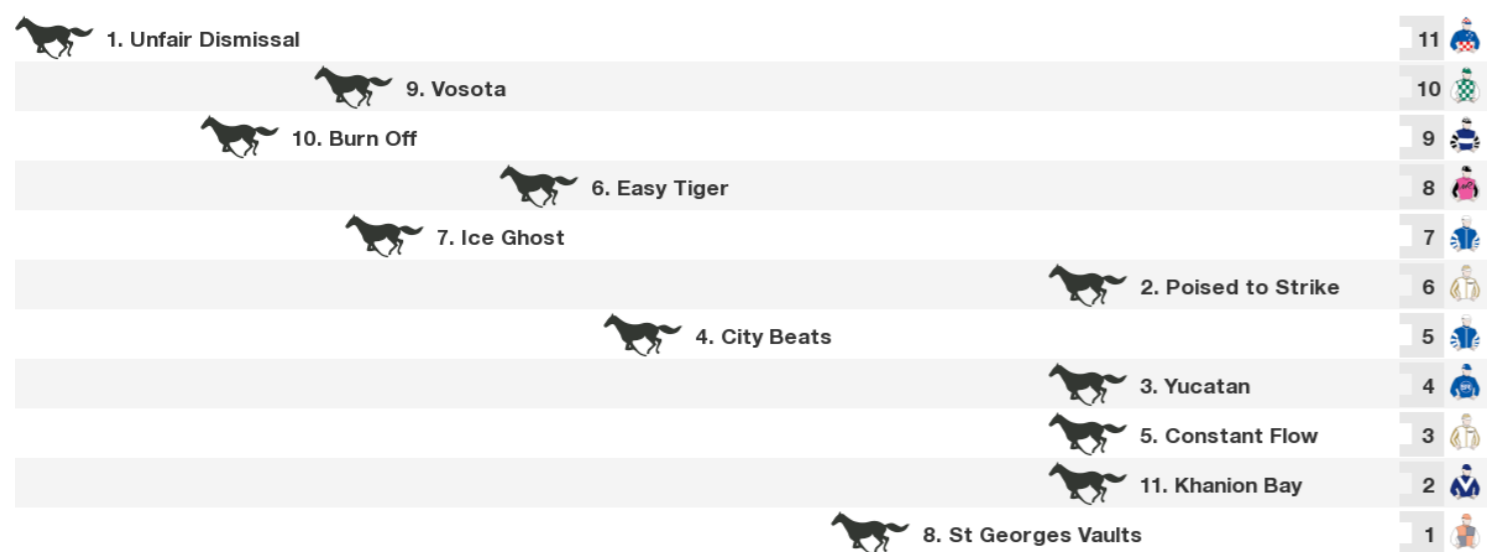 1. Unfair Dismissal 11
9. Vosota 10
10. Burn Off 9
6. Easy Tiger 8
7. Ice Ghost 7
2. Poised to Strike 6
4. City Beats 5
3. Yucatan 4
5. Constant Flow 3
11. Khanion Bay 2
8. St Georges Vaults 1